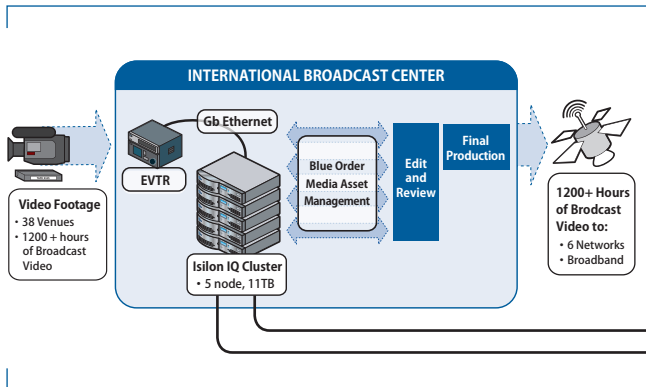 INTERNATIONAL BROADCAST CENTER
Gb Ethernet
EVTR
Video Footage
• 38 Venues
• 1200 + hours
of Broadcast
Video
Isilon IQ Cluster
• 5 node, 11TB
Blue Order
Media Asset
Management
Edit
and
Review
Final
Production
1200+ Hours
of Brodcast
Video to:
• 6 Networks
• Broadband